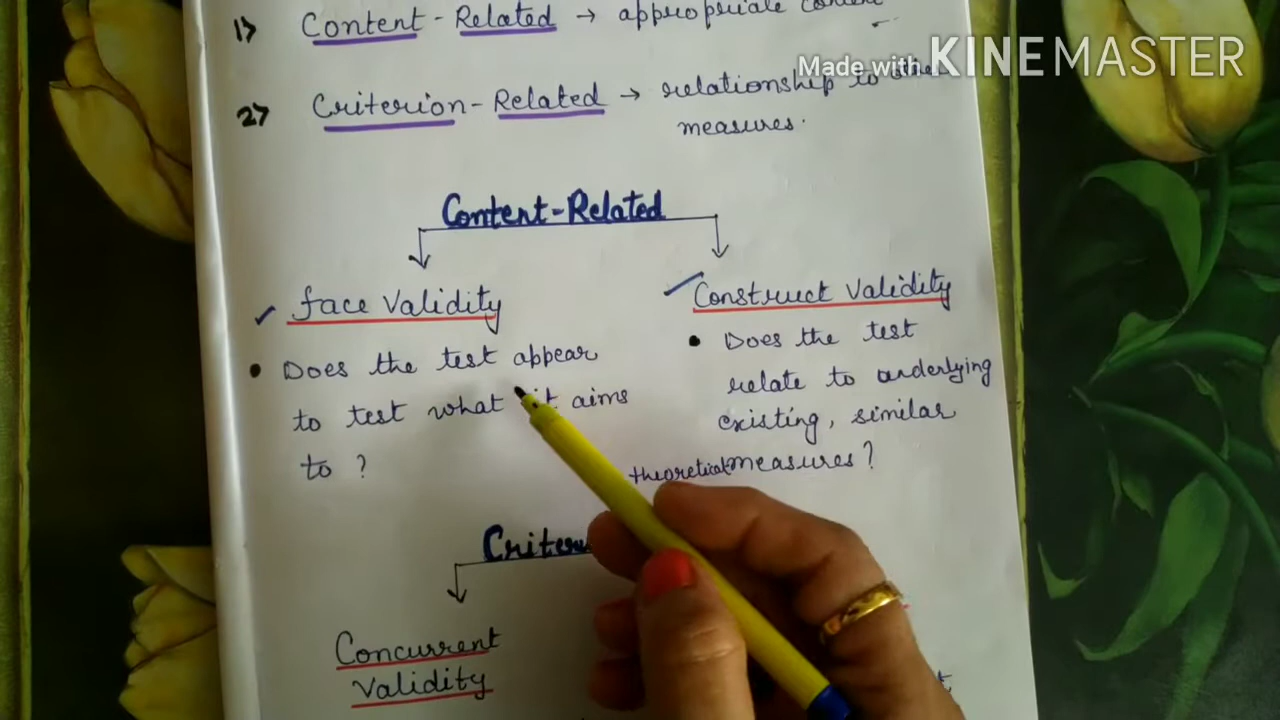 1) Content-Related → appropriate content
Made with KINEMASTER
2) Criterion-Related → relationship to other
measures.
Content-Related
✓ face Validity
• Does the test appear
to test what it aims
to ?
✓ Construct Validity
• Does the test
relate to underlying
existing, similar
theoretical measures?
Concurrent
Validity